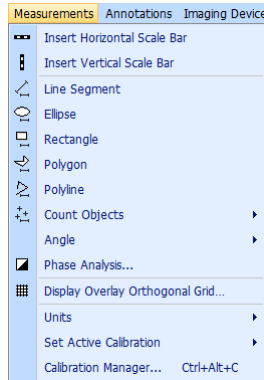 Measurements Annotations Imaging Device
Insert Horizontal Scale Bar
Insert Vertical Scale Bar
Line Segment
Ellipse
Rectangle
Polygon
Polyline
Count Objects
Angle
Phase Analysis...
Display Overlay Orthogonal Grid...
Units
Set Active Calibration
Calibration Manager... Ctrl+Alt+C